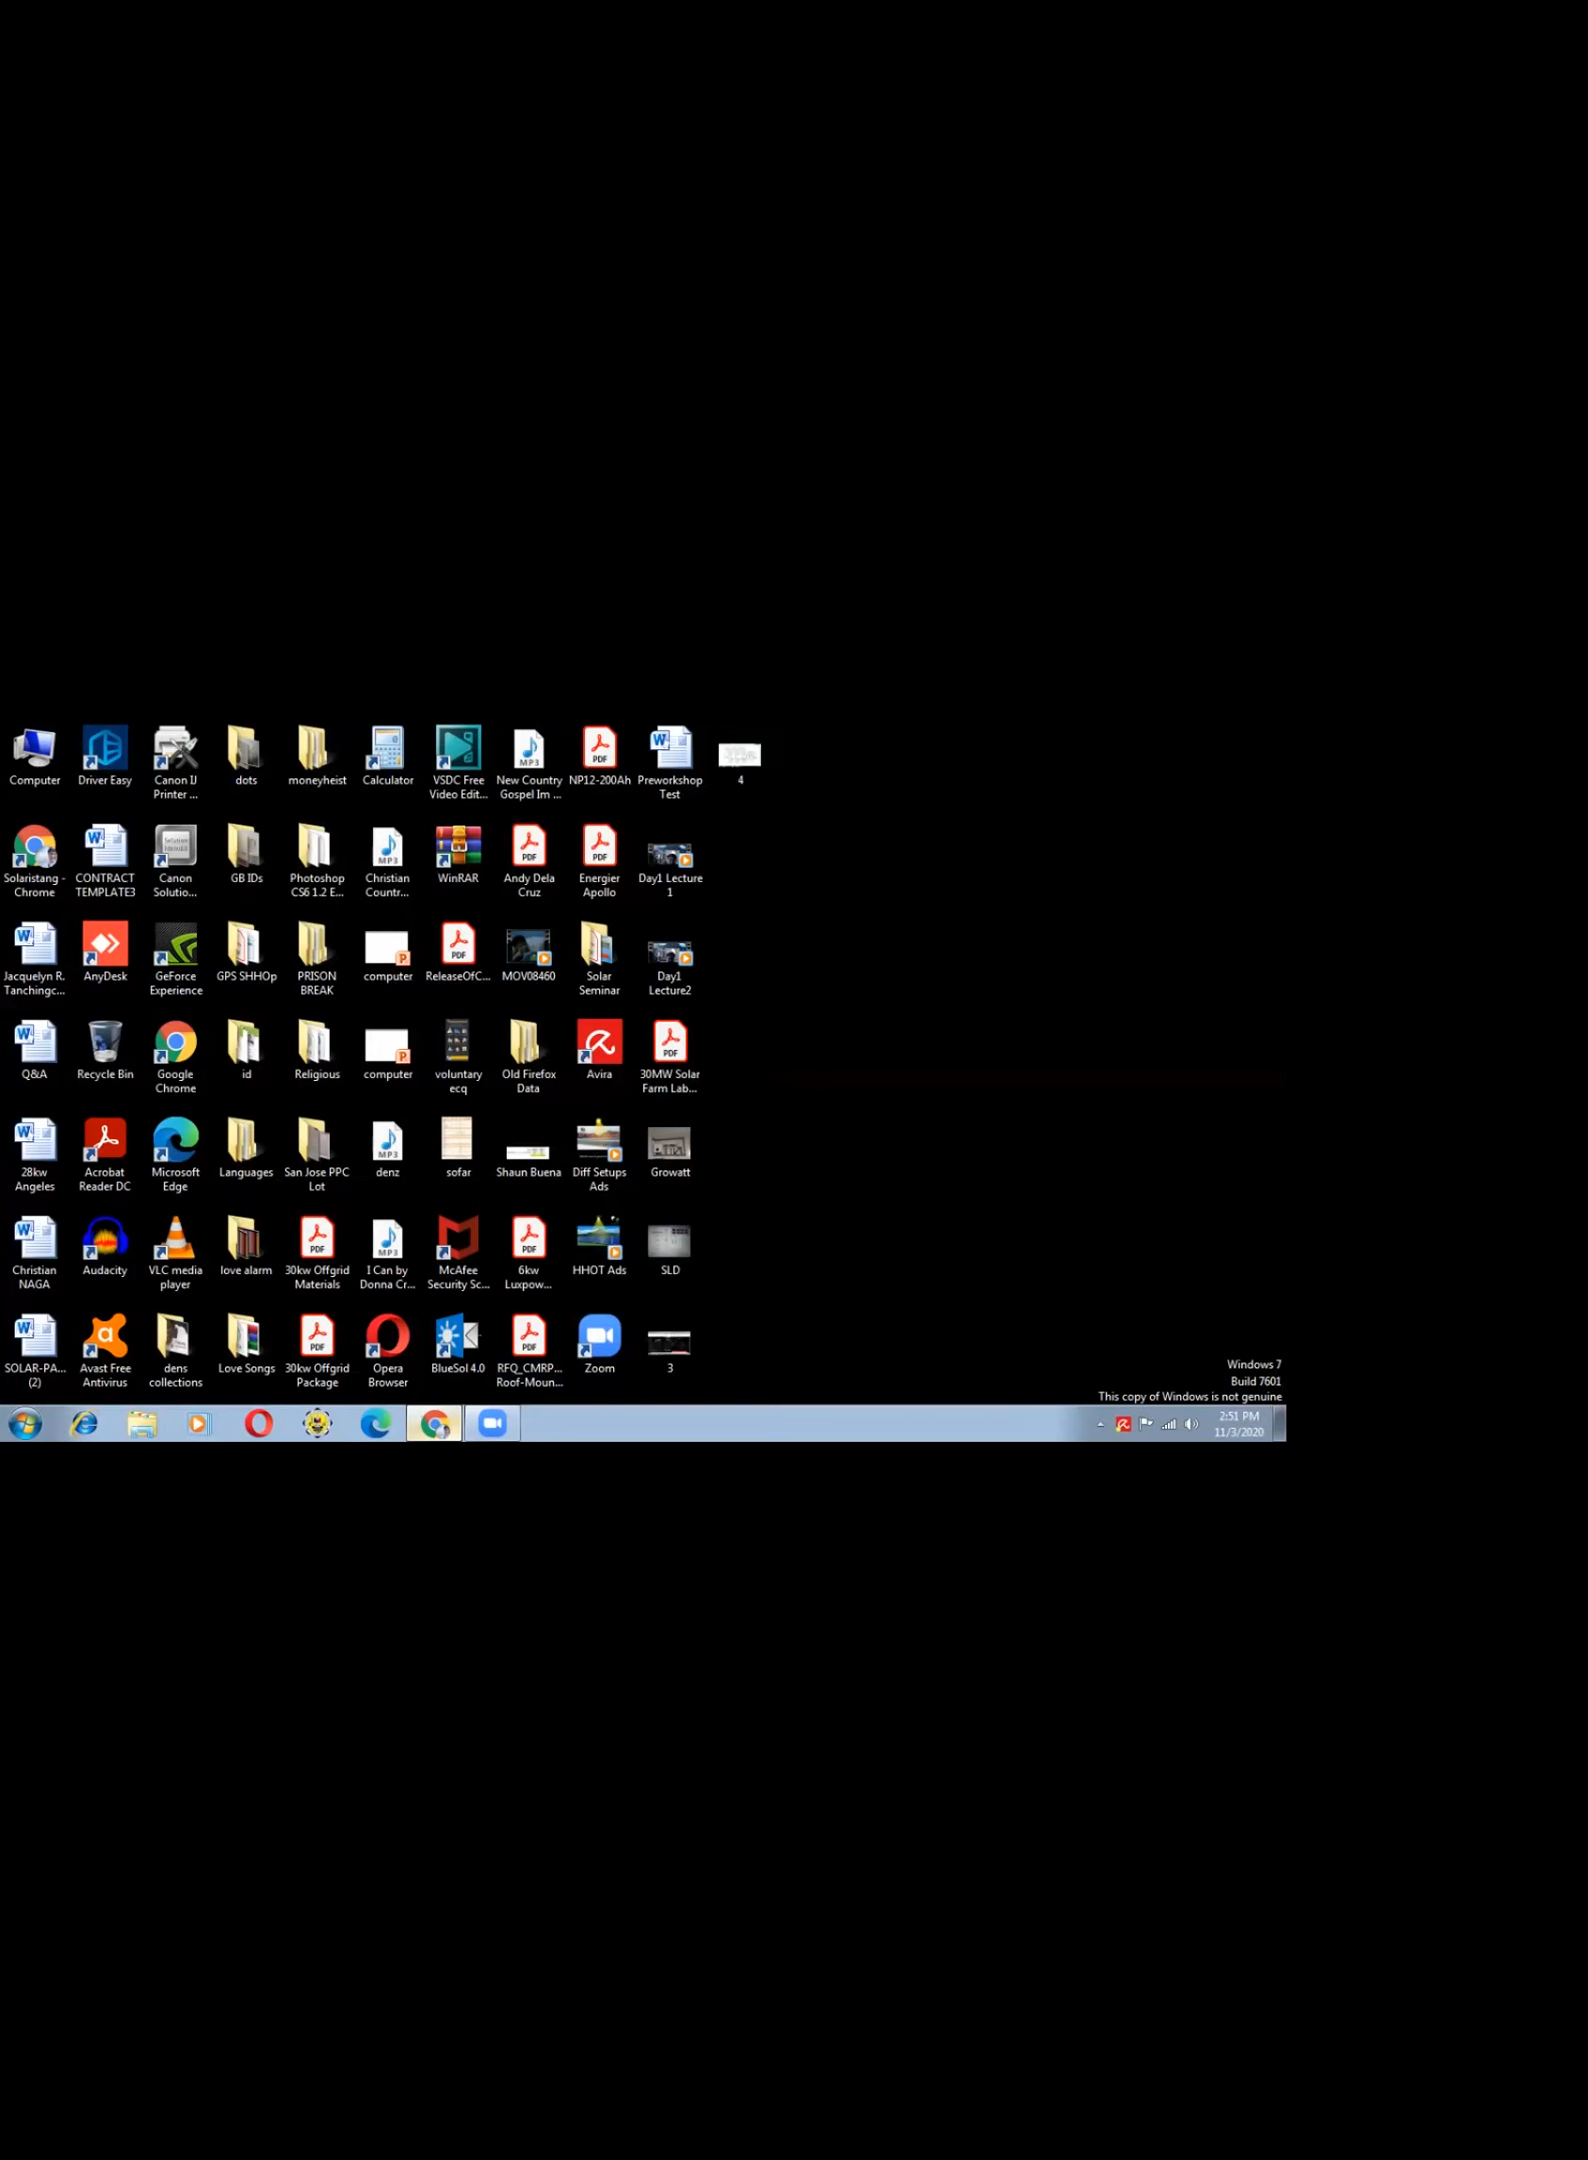 Computer
Driver Easy
Canon IJ
Printer ...
dots
moneyheist
Calculator
VSDC Free
Video Edit...
New Country
Gospel Im ...
NP12-200Ah
Preworkshop
Test
4
Solaristang -
Chrome
CONTRACT
TEMPLATE3
Canon
Solutio...
GB IDs
Photoshop
CS6 1.2 E...
Christian
Countr...
WinRAR
Andy Dela
Cruz
Energier
Apollo
Day1 Lecture
1
Jacquelyn R.
Tanchingc...
AnyDesk
GeForce
Experience
GPS SHHOp
PRISON
BREAK
computer
ReleaseOfC...
MOV08460
Solar
Seminar
Day1
Lecture2
Q&A
Recycle Bin
Google
Chrome
id
Religious
computer
voluntary
ecq
Old Firefox
Data
Avira
30MW Solar
Farm Lab...
28kw
Angeles
Acrobat
Reader DC
Microsoft
Edge
Languages
San Jose PPC
Lot
denz
sofar
Shaun Buena
Diff Setups
Ads
Growatt
Christian
NAGA
Audacity
VLC media
player
love alarm
30kw Offgrid
Materials
I Can by
Donna Cr...
McAfee
Security Sc...
6kw
Luxpow...
HHOT Ads
SLD
SOLAR-PA...
(2)
Avast Free
Antivirus
dens
collections
Love Songs
30kw Offgrid
Package
Opera
Browser
BlueSol 4.0
RFQ_CMRP...
Roof-Moun...
Zoom
3
Windows 7
Build 7601
This copy of Windows is not genuine
2:51 PM
11/3/2020